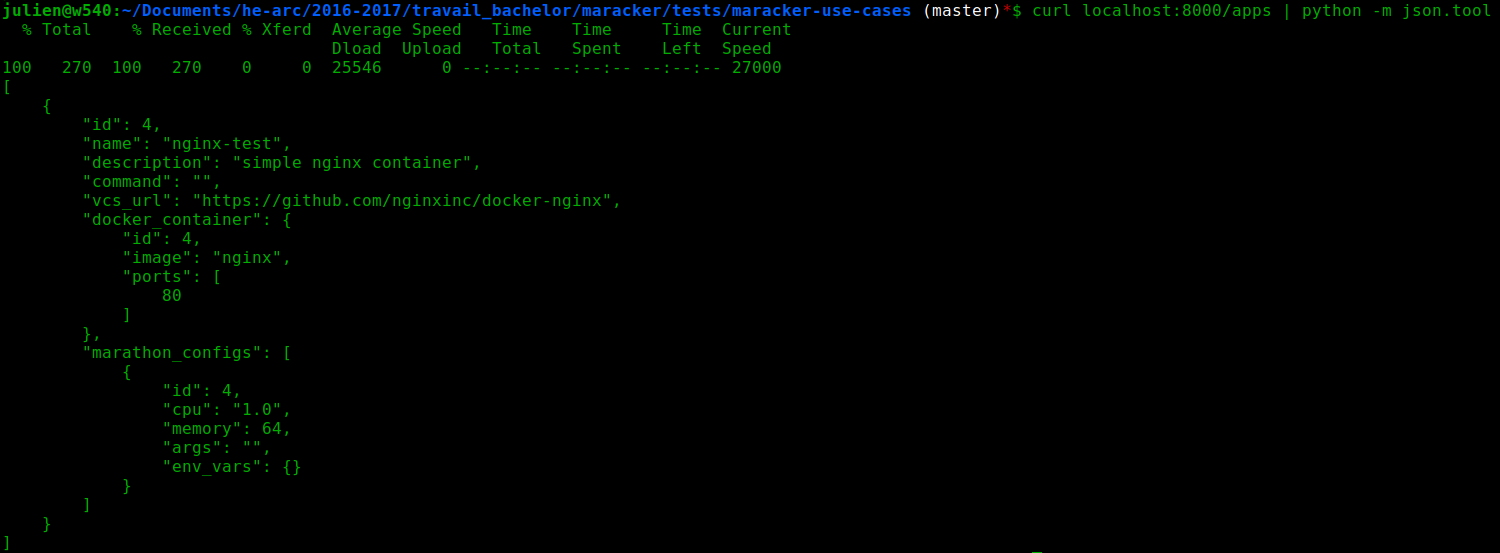 julien@w540:~/Documents/he-arc/2016-2017/travail_bachelor/maracker/tests/maracker-use-cases (master)*$ curl localhost:8000/apps | python -m json.tool
  % Total    % Received % Xferd  Average Speed   Time    Time     Time  Current
                                 Dload  Upload   Total   Spent    Left  Speed
100   270  100   270    0     0  25546      0 --:--:-- --:--:-- --:--:-- 27000
[
    {
        "id": 4,
        "name": "nginx-test",
        "description": "simple nginx container",
        "command": "",
        "vcs_url": "https://github.com/nginxinc/docker-nginx",
        "docker_container": {
            "id": 4,
            "image": "nginx",
            "ports": [
                80
            ]
        },
        "marathon_configs": [
            {
                "id": 4,
                "cpu": "1.0",
                "memory": 64,
                "args": "",
                "env_vars": {}
            }
        ]
    }
]